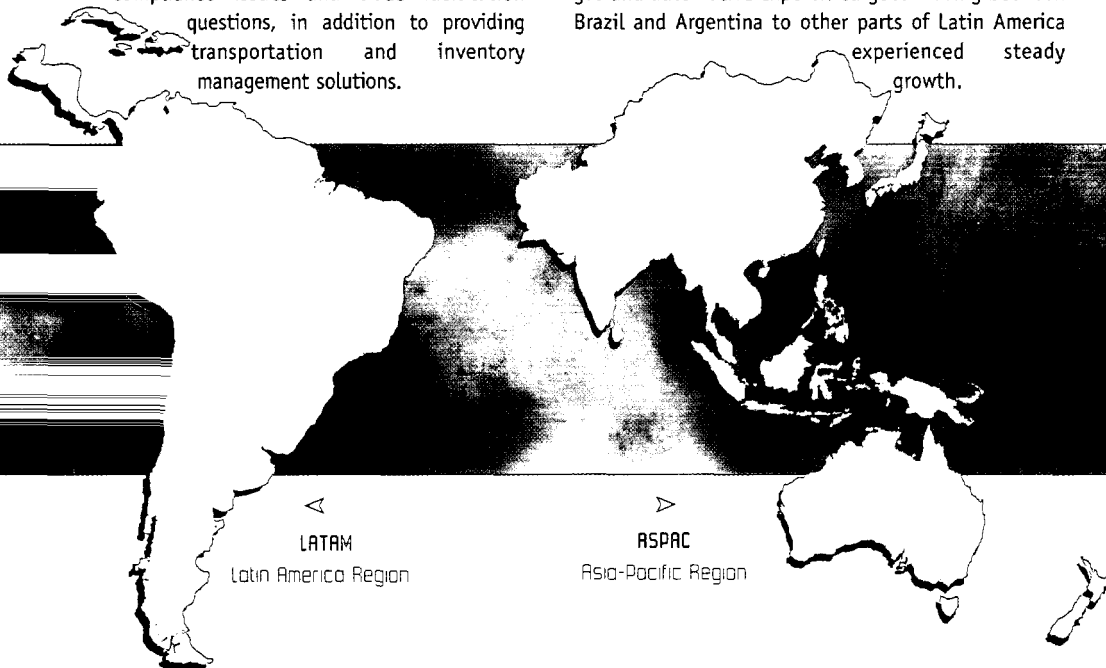 questions, in addition to providing
transportation and inventory
management solutions.
Brazil and Argentina to other parts of Latin America
experienced steady
growth.
LATAM
Latin America Region
ASPAC
Asia-Pacific Region